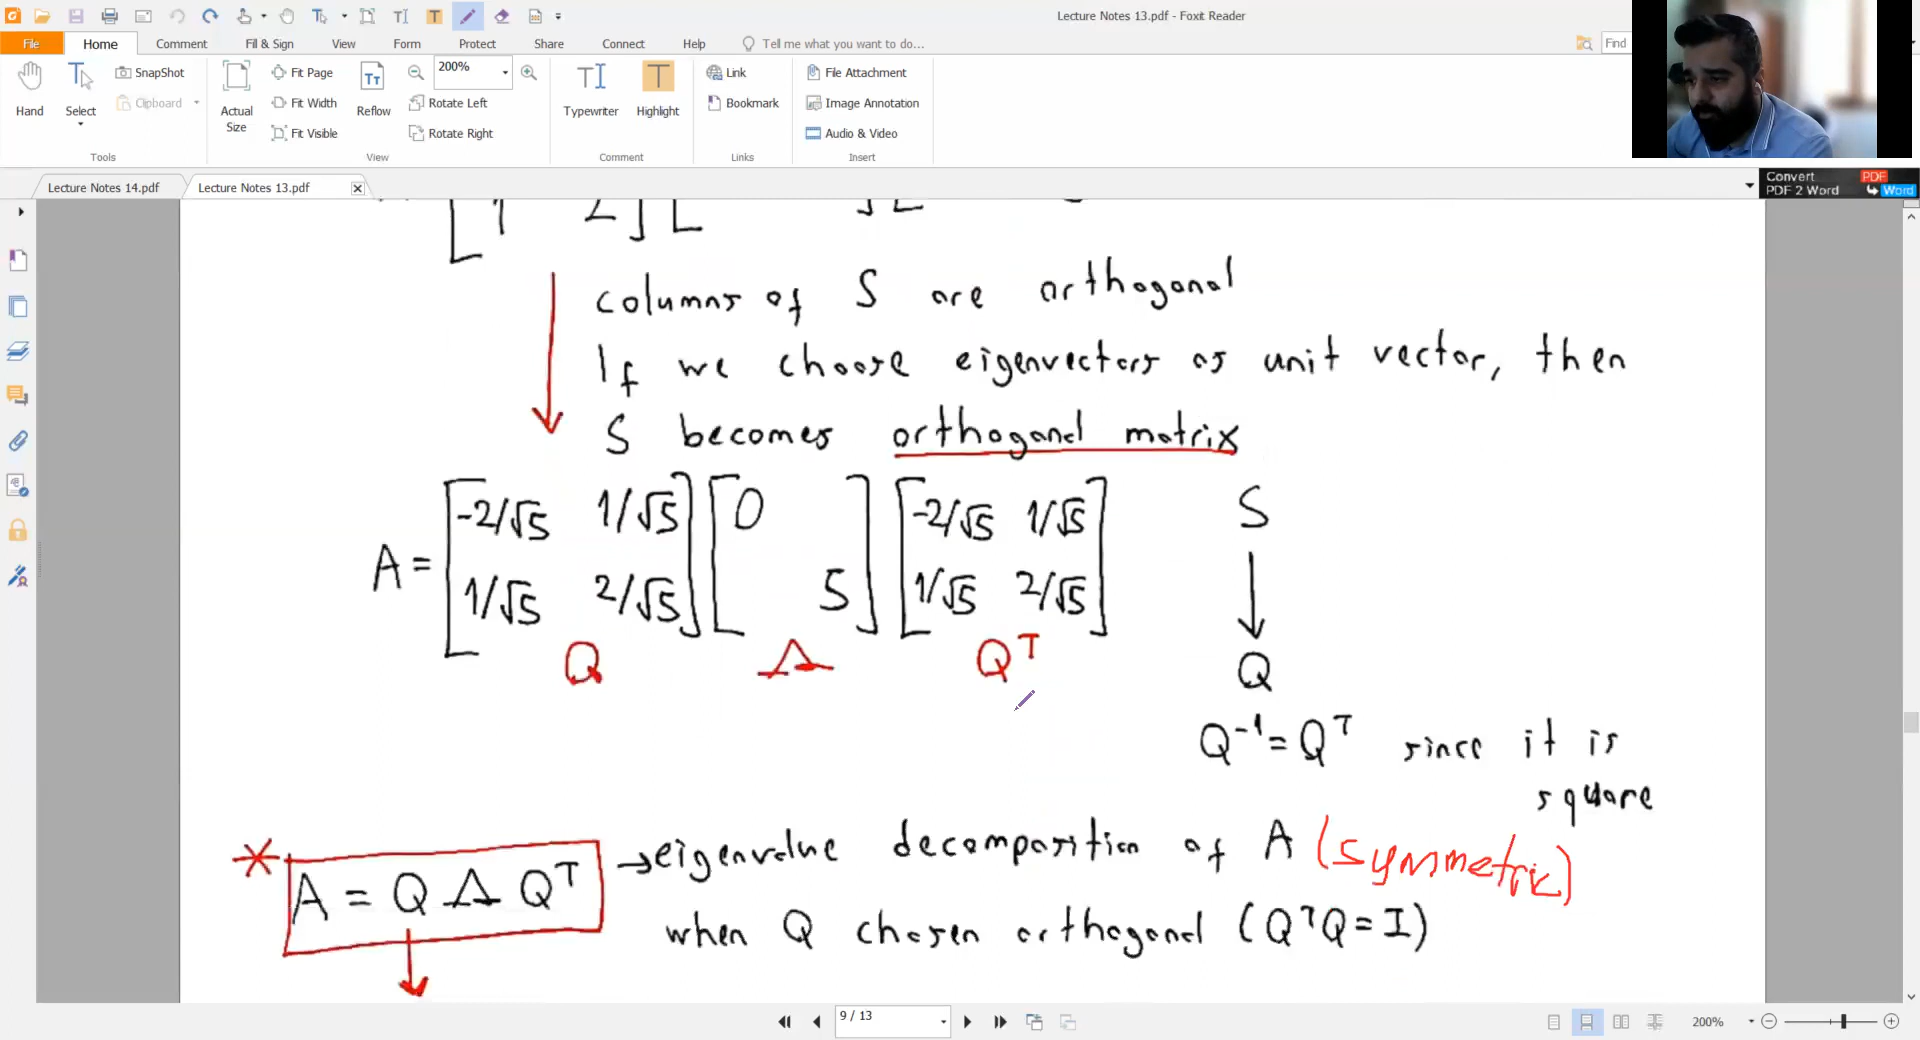 Lecture Notes 13.pdf - Foxit Reader
File Home Comment Fill & Sign View Form Protect Share Connect Help Tell me what you want to do... Find
Hand Select SnapShot Clipboard
Tools
Actual Size Fit Page Fit Width Fit Visible Reflow 200% Rotate Left Rotate Right
View
Typewriter Highlight
Comment
Link Bookmark
Links
File Attachment Image Annotation Audio & Video
Insert
Lecture Notes 14.pdf Lecture Notes 13.pdf
Convert PDF
PDF 2 Word Word
1 2
columns of S are orthogonal
If we choose eigenvectors as unit vector, then
S becomes orthogonal matrix
A = [-2/√5 1/√5] [0 ] [-2/√5 1/√5] S
[1/√5 2/√5] [ 5] [1/√5 2/√5] ↓
Q Λ Qᵀ Q
Q⁻¹ = Qᵀ since it is
square
* A = Q Λ Qᵀ → eigenvalue decomposition of A (symmetric)
when Q chosen orthogonal (QᵀQ = I)
9 / 13 200%